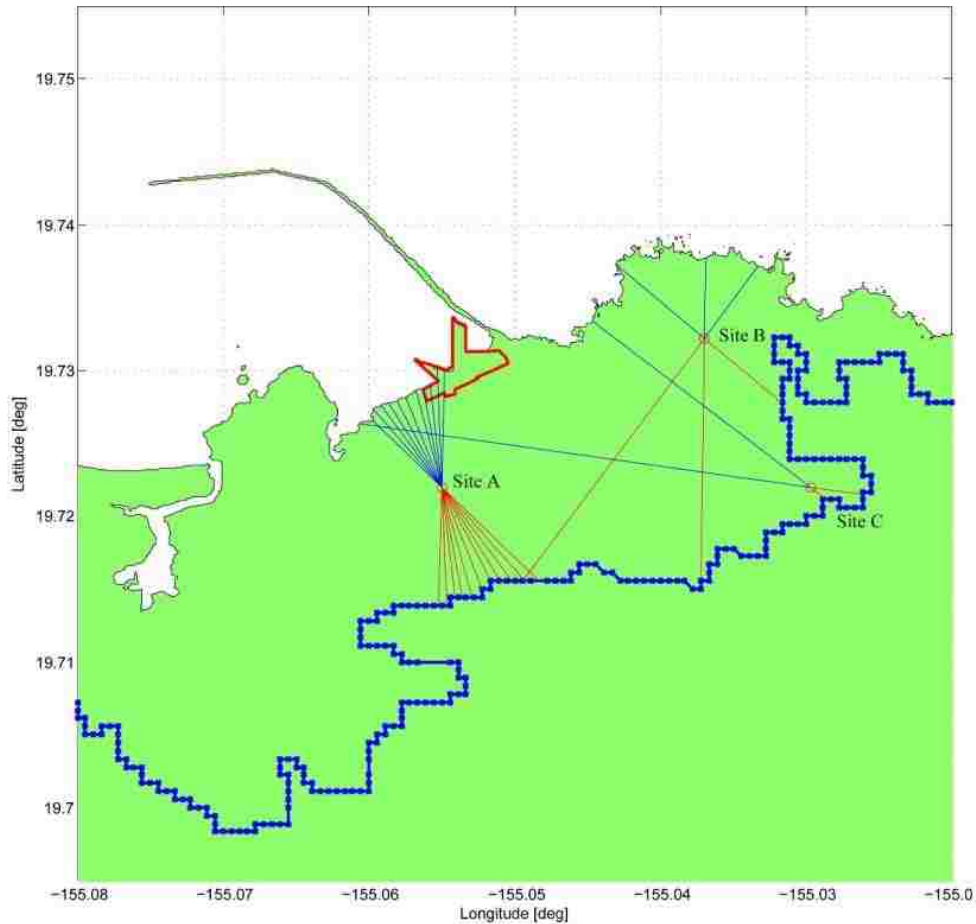 19.75
19.74
19.73
19.72
19.71
19.7
Latitude [deg]
Site B
Site A
Site C
−155.08
−155.07
−155.06
−155.05
−155.04
−155.03
−155.0
Longitude [deg]